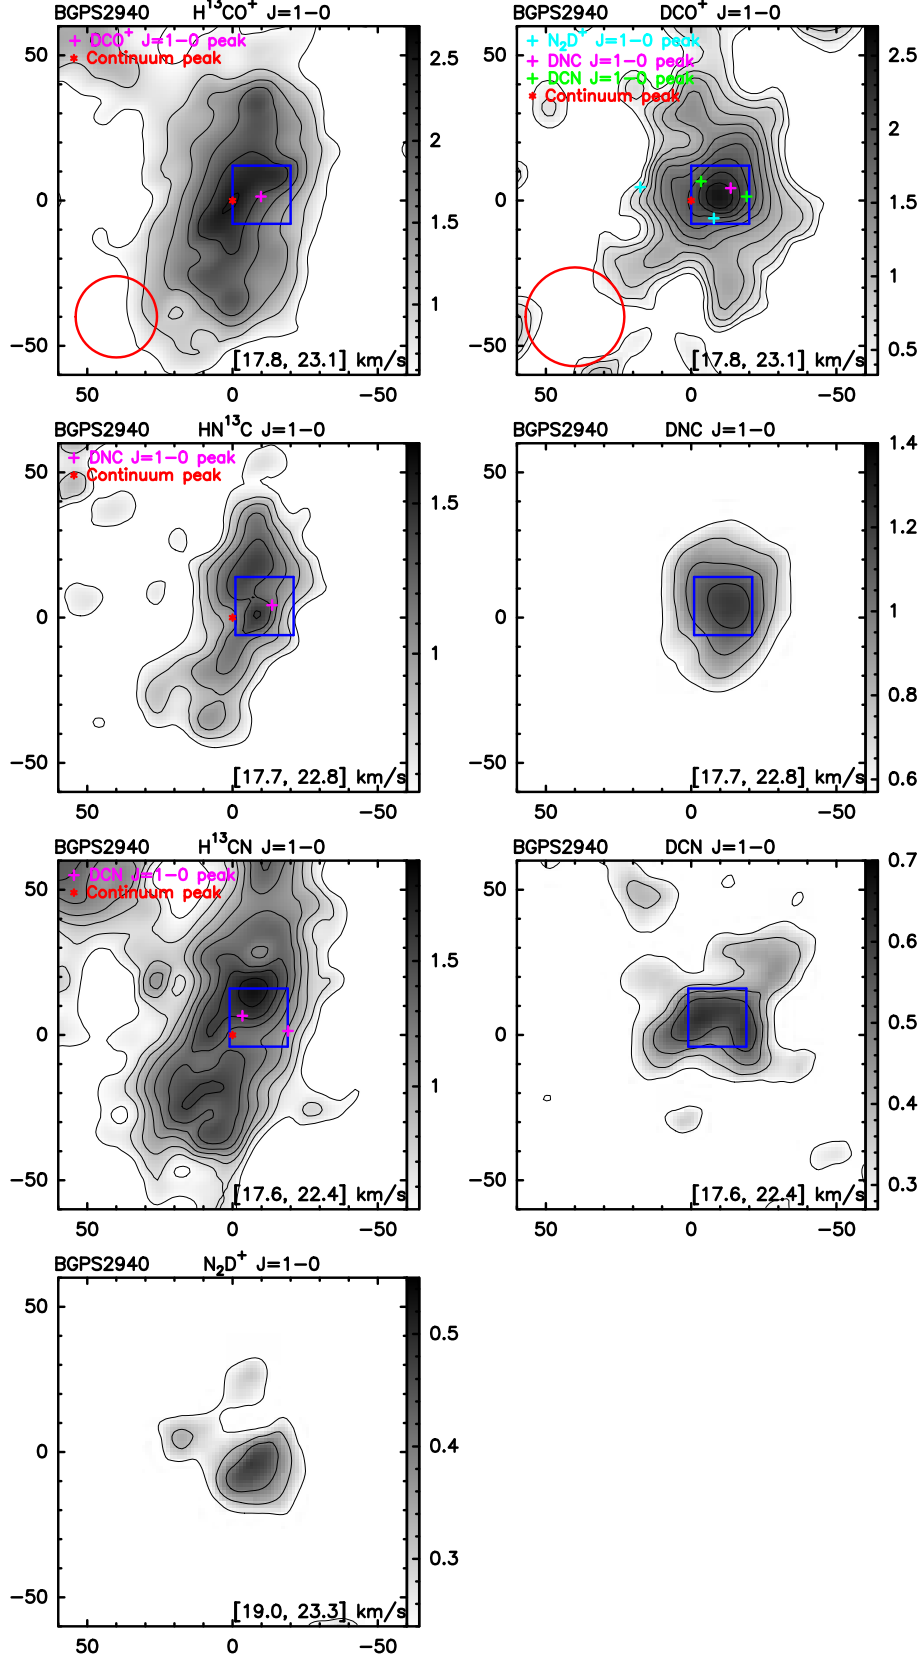 BGPS2940 H¹³CO⁺ J=1−0
+ DCO⁺ J=1−0 peak
* Continuum peak
50
0
−50
[17.8, 23.1] km/s
50 0 −50
2.5
2
1.5
1
BGPS2940 DCO⁺ J=1−0
+ N₂D⁺ J=1−0 peak
+ DNC J=1−0 peak
+ DCN J=1−0 peak
* Continuum peak
50
0
−50
[17.8, 23.1] km/s
50 0 −50
2.5
2
1.5
1
0.5
BGPS2940 HN¹³C J=1−0
+ DNC J=1−0 peak
* Continuum peak
50
0
−50
[17.7, 22.8] km/s
50 0 −50
1.5
1
BGPS2940 DNC J=1−0
50
0
−50
[17.7, 22.8] km/s
50 0 −50
1.4
1.2
1
0.8
0.6
BGPS2940 H¹³CN J=1−0
+ DCN J=1−0 peak
* Continuum peak
50
0
−50
[17.6, 22.4] km/s
50 0 −50
1.5
1
BGPS2940 DCN J=1−0
50
0
−50
[17.6, 22.4] km/s
50 0 −50
0.7
0.6
0.5
0.4
0.3
BGPS2940 N₂D⁺ J=1−0
50
0
−50
[19.0, 23.3] km/s
50 0 −50
0.5
0.4
0.3